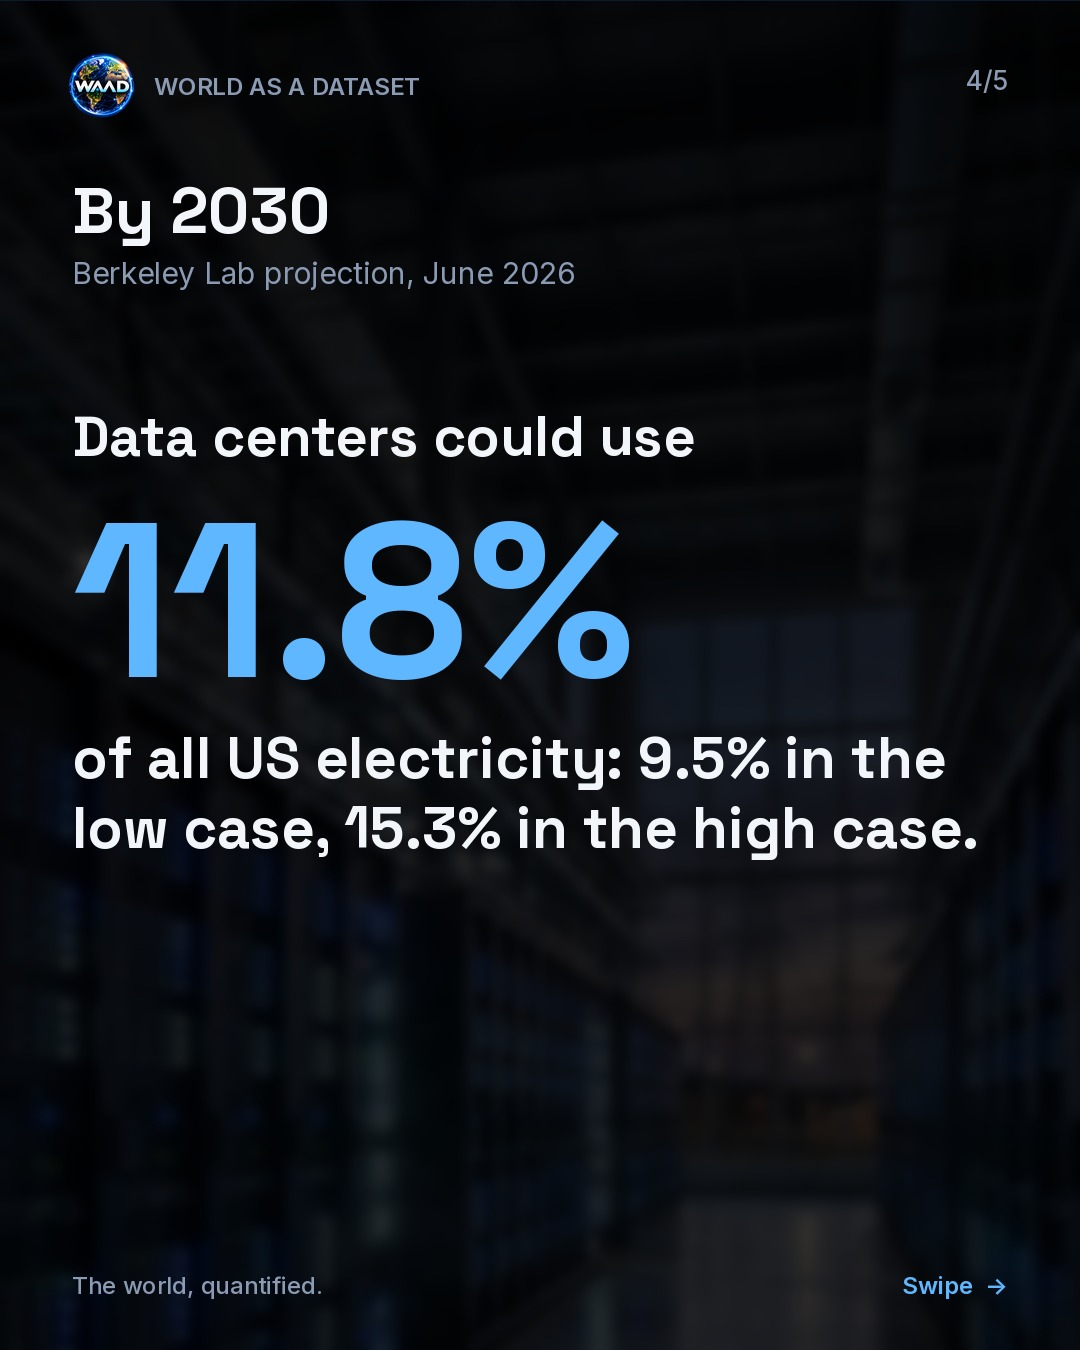 WAAD
WORLD AS A DATASET
4/5
By 2030
Berkeley Lab projection, June 2026
Data centers could use
11.8%
of all US electricity: 9.5% in the
low case, 15.3% in the high case.
The world, quantified.
Swipe →